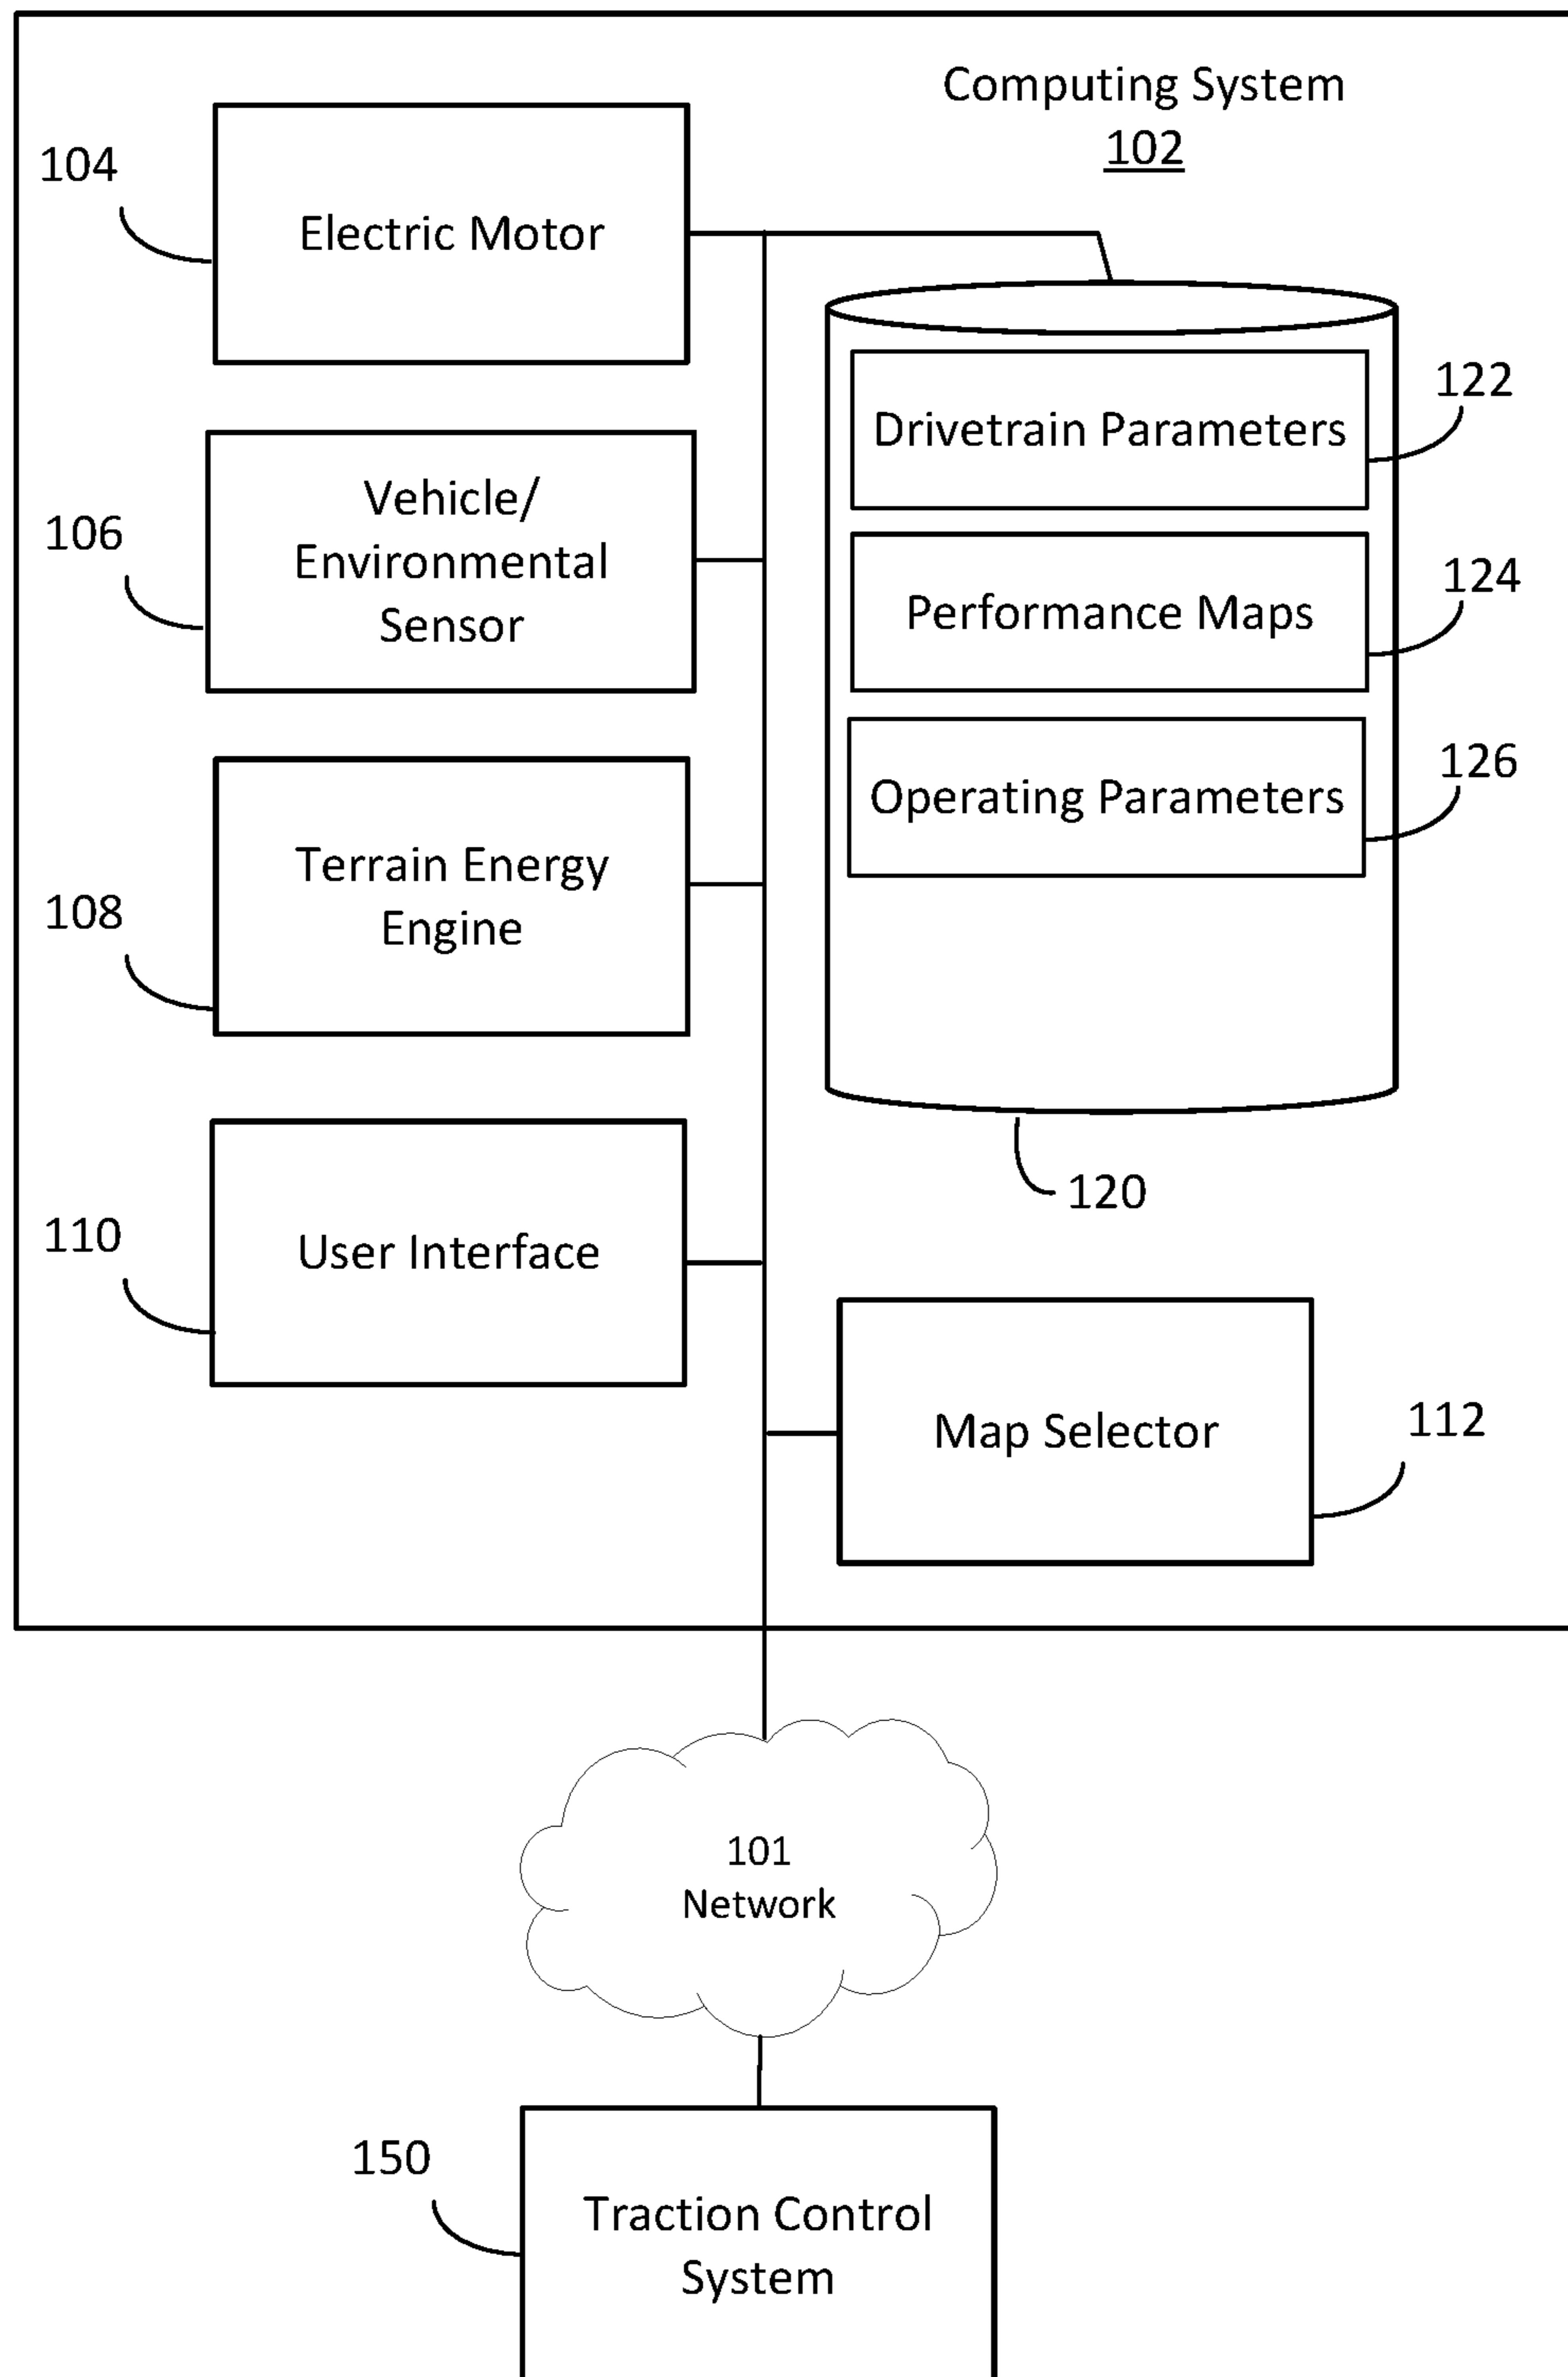 Computing System
102
104
Electric Motor
122
Drivetrain Parameters
106
Vehicle/
Environmental
Sensor
124
Performance Maps
126
Operating Parameters
108
Terrain Energy
Engine
120
110
User Interface
112
Map Selector
101
Network
150
Traction Control
System